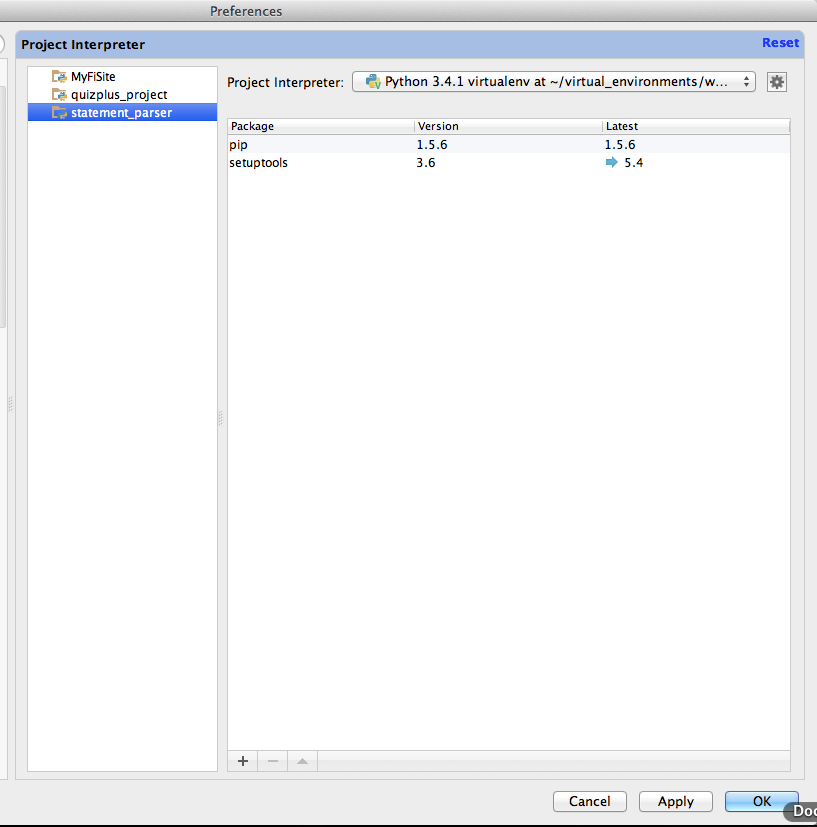 Preferences
Project Interpreter
Reset
MyFiSite
quizplus_project
statement_parser
Project Interpreter: Python 3.4.1 virtualenv at ~/virtual_environments/w...
Package Version Latest
pip 1.5.6 1.5.6
setuptools 3.6 5.4
Cancel Apply OK